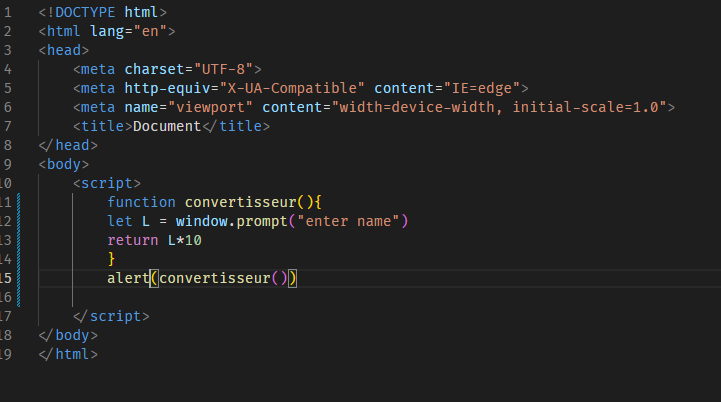 1 <!DOCTYPE html>
2 <html lang="en">
3 <head>
4 <meta charset="UTF-8">
5 <meta http-equiv="X-UA-Compatible" content="IE=edge">
6 <meta name="viewport" content="width=device-width, initial-scale=1.0">
7 <title>Document</title>
8 </head>
9 <body>
10 <script>
11 function convertisseur(){
12 let L = window.prompt("enter name")
13 return L*10
14 }
15 alert(convertisseur())
16
17 </script>
18 </body>
19 </html>